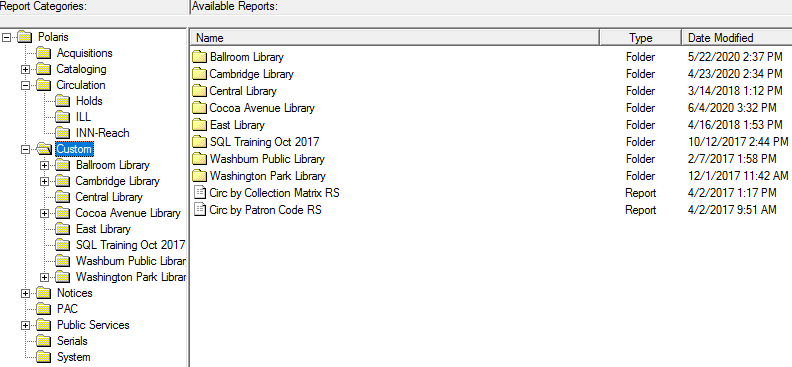 Report Categories:
Available Reports:
Polaris
Acquisitions
Cataloging
Circulation
Holds
ILL
INN-Reach
Custom
Ballroom Library
Cambridge Library
Central Library
Cocoa Avenue Library
East Library
SQL Training Oct 2017
Washburn Public Librar
Washington Park Librar
Notices
PAC
Public Services
Serials
System
Name Type Date Modified
Ballroom Library Folder 5/22/2020 2:37 PM
Cambridge Library Folder 4/23/2020 2:34 PM
Central Library Folder 3/14/2018 1:12 PM
Cocoa Avenue Library Folder 6/4/2020 3:32 PM
East Library Folder 4/16/2018 1:53 PM
SQL Training Oct 2017 Folder 10/12/2017 2:44 PM
Washburn Public Library Folder 2/7/2017 1:58 PM
Washington Park Library Folder 12/1/2017 11:42 AM
Circ by Collection Matrix RS Report 4/2/2017 1:17 PM
Circ by Patron Code RS Report 4/2/2017 9:51 AM